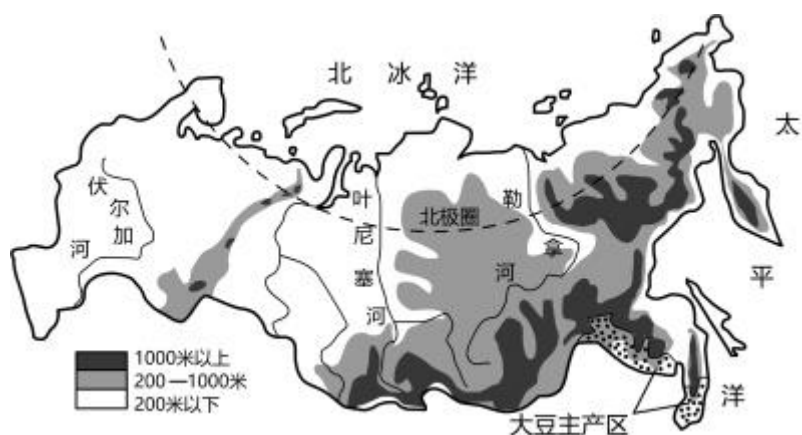 北冰洋
太平洋
伏尔加河
叶尼塞河
勒拿河
北极圈
1000米以上
200—1000米
200米以下
大豆主产区